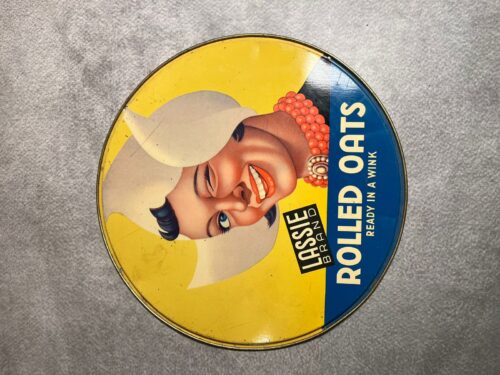 LASSIE
BRAND
ROLLED OATS
READY IN A WINK